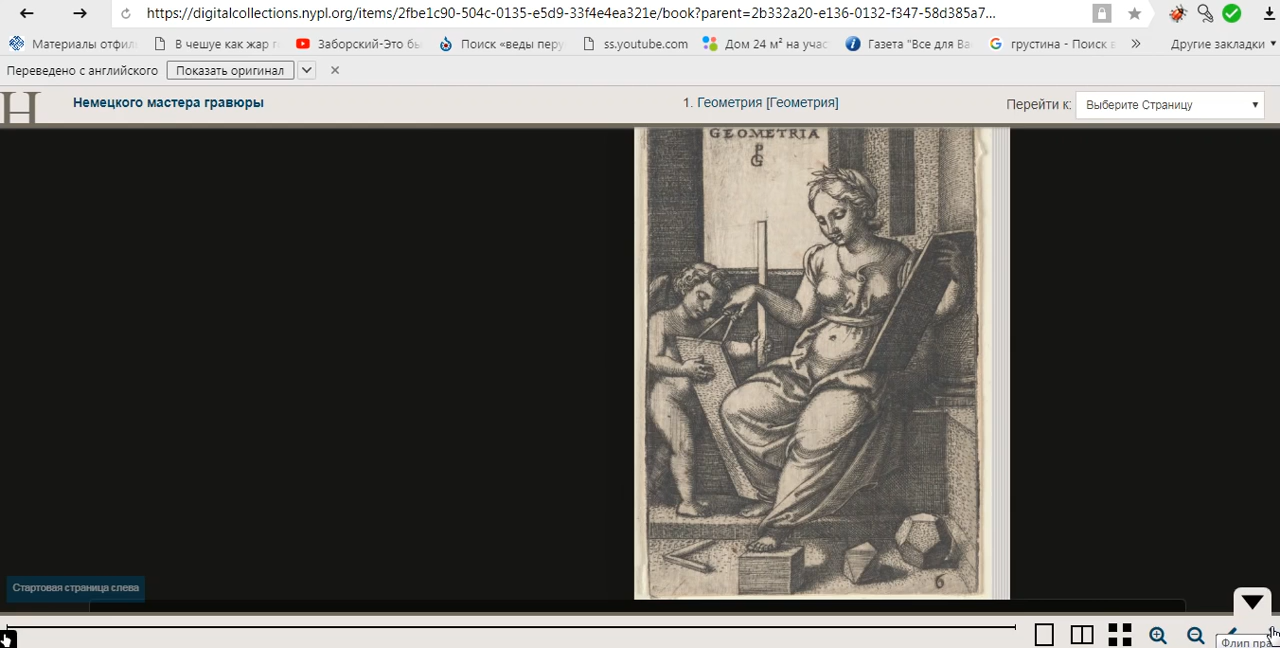 https://digitalcollections.nypl.org/items/2fbe1c90-504c-0135-e5d9-33f4e4ea321e/book?parent=2b332a20-e136-0132-f347-58d385a7...
Материалы отфил
В чешуе как жар г
Заборский-Это бы
Поиск «веды перу
ss.youtube.com
Дом 24 м² на учас
Газета "Все для Ва
грустина - Поиск в
»
Другие закладки
Переведено с английского
Показать оригинал
H
Немецкого мастера гравюры
1. Геометрия [Геометрия]
Перейти к:
Выберите Страницу
GEOMETRIA
PG
6
Стартовая страница слева
Флип пра